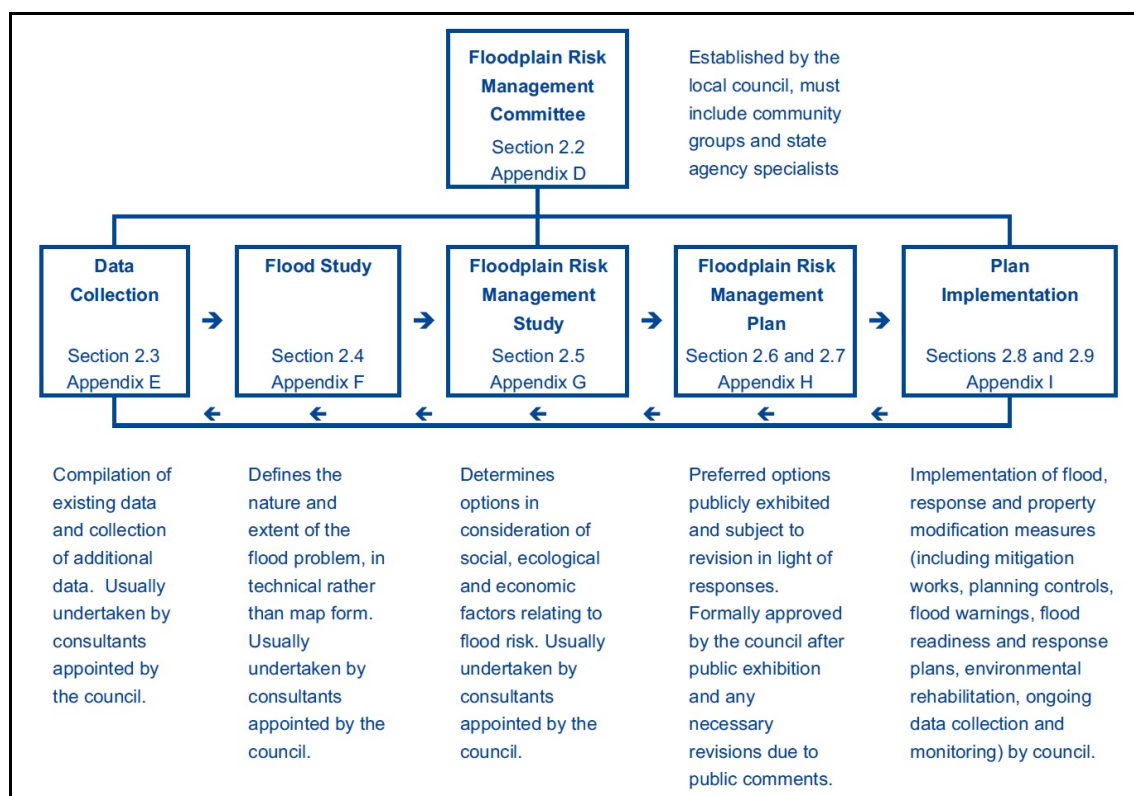 Floodplain Risk
Management
Committee
Section 2.2
Appendix D
Established by the
local council, must
include community
groups and state
agency specialists
Data
Collection
Section 2.3
Appendix E
Flood Study
Section 2.4
Appendix F
Floodplain Risk
Management
Study
Section 2.5
Appendix G
Floodplain Risk
Management
Plan
Section 2.6 and 2.7
Appendix H
Plan
Implementation
Sections 2.8 and 2.9
Appendix I
Compilation of
existing data
and collection
of additional
data.  Usually
undertaken by
consultants
appointed by
the council.
Defines the
nature and
extent of the
flood problem, in
technical rather
than map form.
Usually
undertaken by
consultants
appointed by the
council.
Determines
options in
consideration of
social, ecological
and economic
factors relating to
flood risk. Usually
undertaken by
consultants
appointed by the
council.
Preferred options
publicly exhibited
and subject to
revision in light of
responses.
Formally approved
by the council after
public exhibition
and any
necessary
revisions due to
public comments.
Implementation of flood,
response and property
modification measures
(including mitigation
works, planning controls,
flood warnings, flood
readiness and response
plans, environmental
rehabilitation, ongoing
data collection and
monitoring) by council.